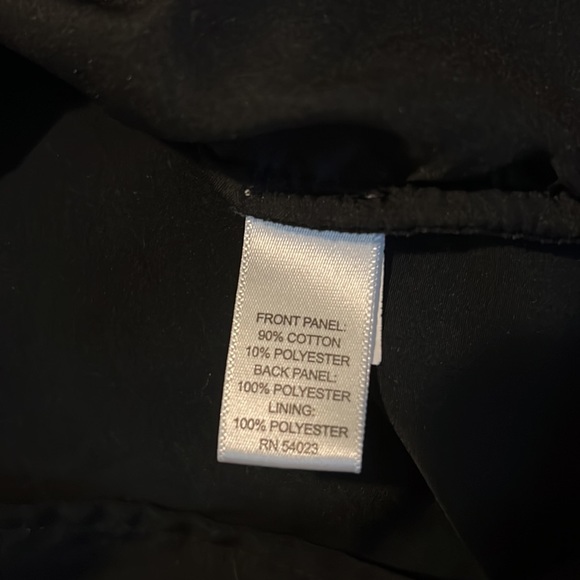 FRONT PANEL:
90% COTTON
10% POLYESTER
BACK PANEL:
100% POLYESTER
LINING:
100% POLYESTER
RN 54023